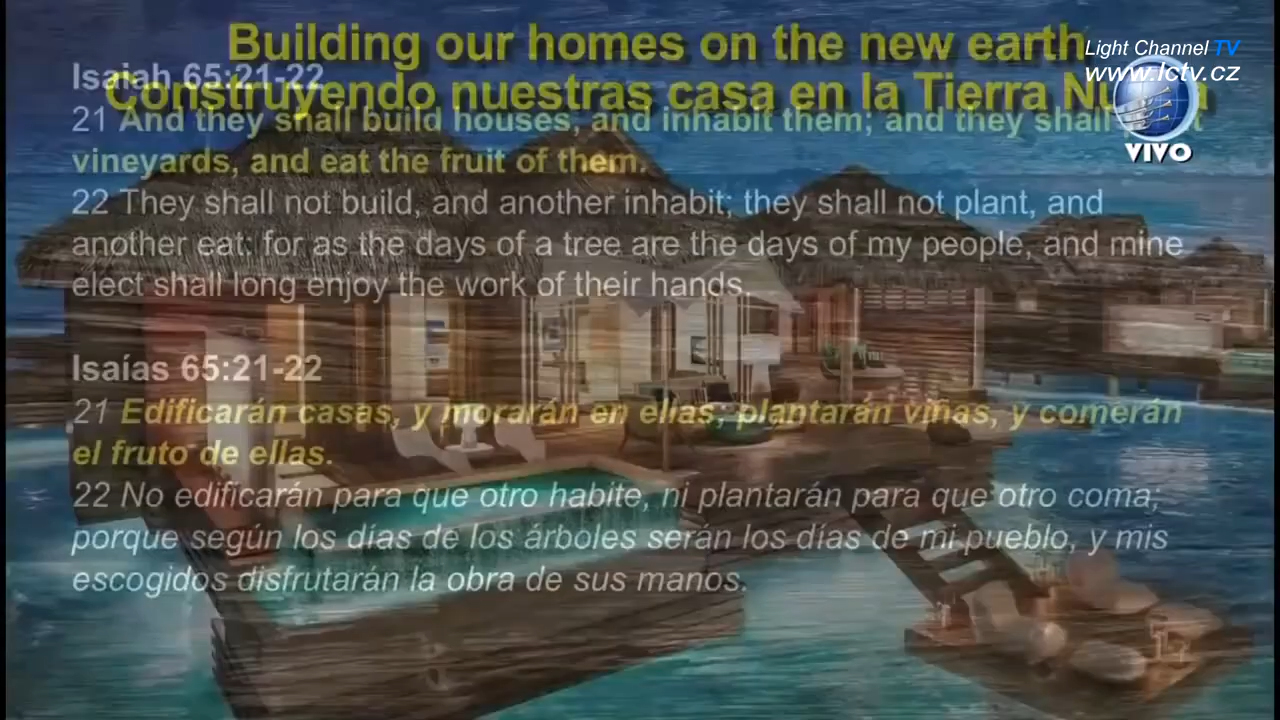 Building our homes on the new earth
Construyendo nuestras casa en la Tierra
Light Channel TV
www.lctv.cz
VIVO
Isaiah 65:21-22
21 And they shall build houses, and inhabit them; and they shall
vineyards, and eat the fruit of them.
22 They shall not build, and another inhabit; they shall not plant, and
another eat: for as the days of a tree are the days of my people, and mine
elect shall long enjoy the work of their hands.
Isaías 65:21-22
21 Edificarán casas, y morarán en ellas; plantarán viñas, y comerán
el fruto de ellas.
22 No edificarán para que otro habite, ni plantarán para que otro coma;
porque según los días de los árboles serán los días de mi pueblo, y mis
escogidos disfrutarán la obra de sus manos.